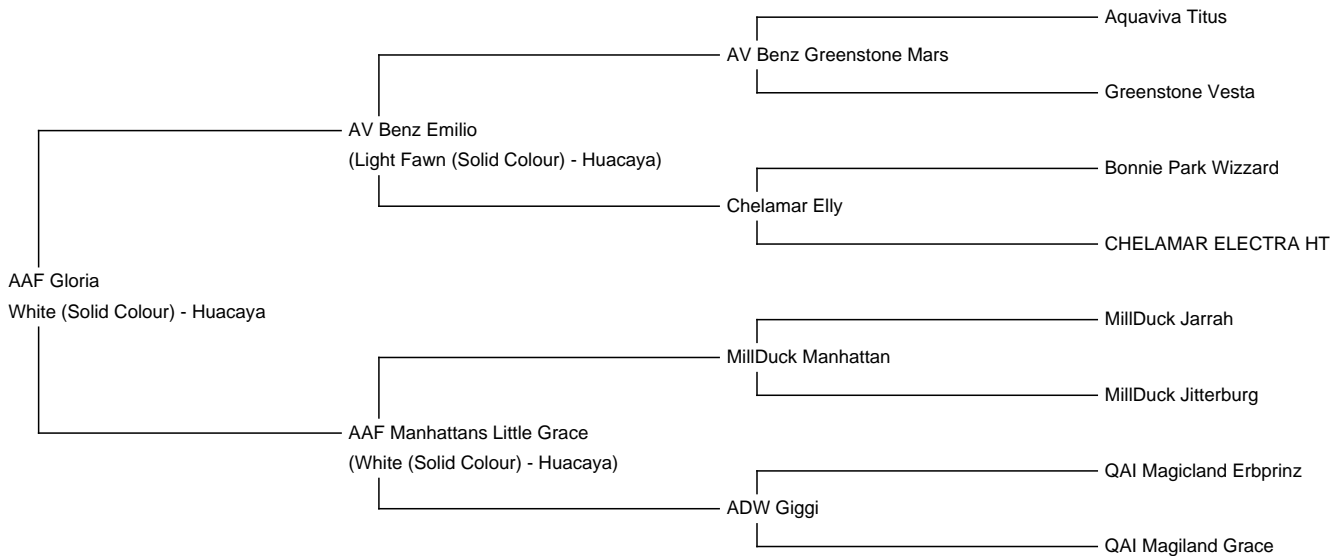 Aquaviva Titus
AV Benz Greenstone Mars
Greenstone Vesta
AV Benz Emilio
(Light Fawn (Solid Colour) - Huacaya)
Bonnie Park Wizzard
Chelamar Elly
CHELAMAR ELECTRA HT
AAF Gloria
White (Solid Colour) - Huacaya
MillDuck Jarrah
MillDuck Manhattan
MillDuck Jitterburg
AAF Manhattans Little Grace
(White (Solid Colour) - Huacaya)
QAI Magicland Erbprinz
ADW Giggi
QAI Magiland Grace